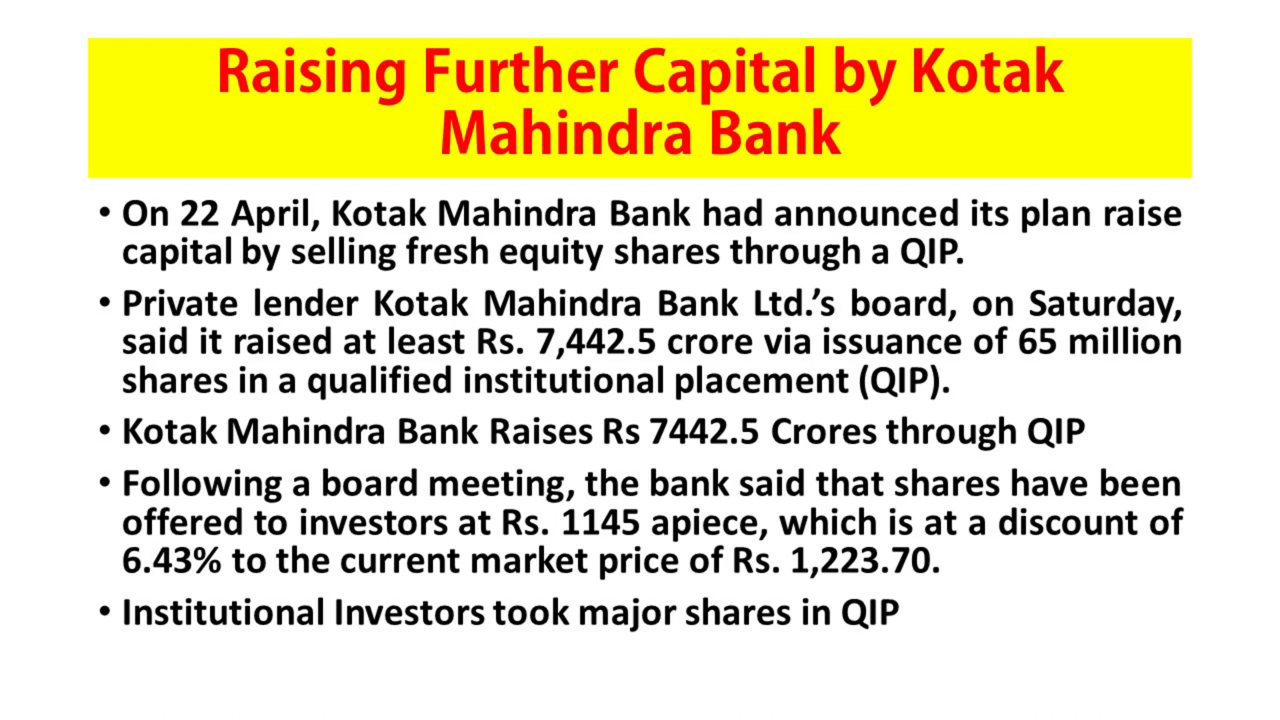 Raising Further Capital by Kotak
Mahindra Bank
• On 22 April, Kotak Mahindra Bank had announced its plan raise
capital by selling fresh equity shares through a QIP.
• Private lender Kotak Mahindra Bank Ltd.’s board, on Saturday,
said it raised at least Rs. 7,442.5 crore via issuance of 65 million
shares in a qualified institutional placement (QIP).
• Kotak Mahindra Bank Raises Rs 7442.5 Crores through QIP
• Following a board meeting, the bank said that shares have been
offered to investors at Rs. 1145 apiece, which is at a discount of
6.43% to the current market price of Rs. 1,223.70.
• Institutional Investors took major shares in QIP